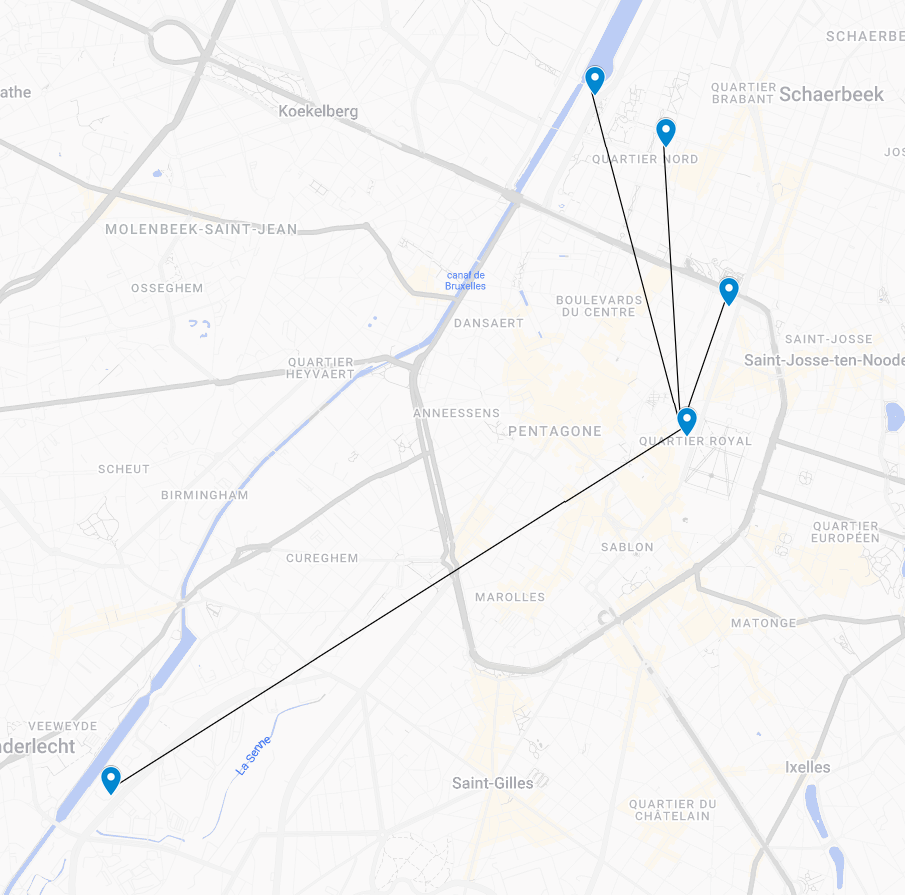 SCHAERBE
QUARTIER
BRABANT
Schaerbeek
athe
Koekelberg
JOS
QUARTIER NORD
MOLENBEEK-SAINT-JEAN
canal de
Bruxelles
OSSEGHEM
BOULEVARDS
DU CENTRE
DANSAERT
SAINT-JOSSE
Saint-Josse-ten-Noode
QUARTIER
HEYVAERT
ANNEESSENS
PENTAGONE
QUARTIER ROYAL
SCHEUT
BIRMINGHAM
QUARTIER
EUROPÉEN
SABLON
CUREGHEM
MAROLLES
MATONGE
VEEWEYDE
nderlecht
La Senne
Saint-Gilles
Ixelles
QUARTIER DU
CHÂTELAIN